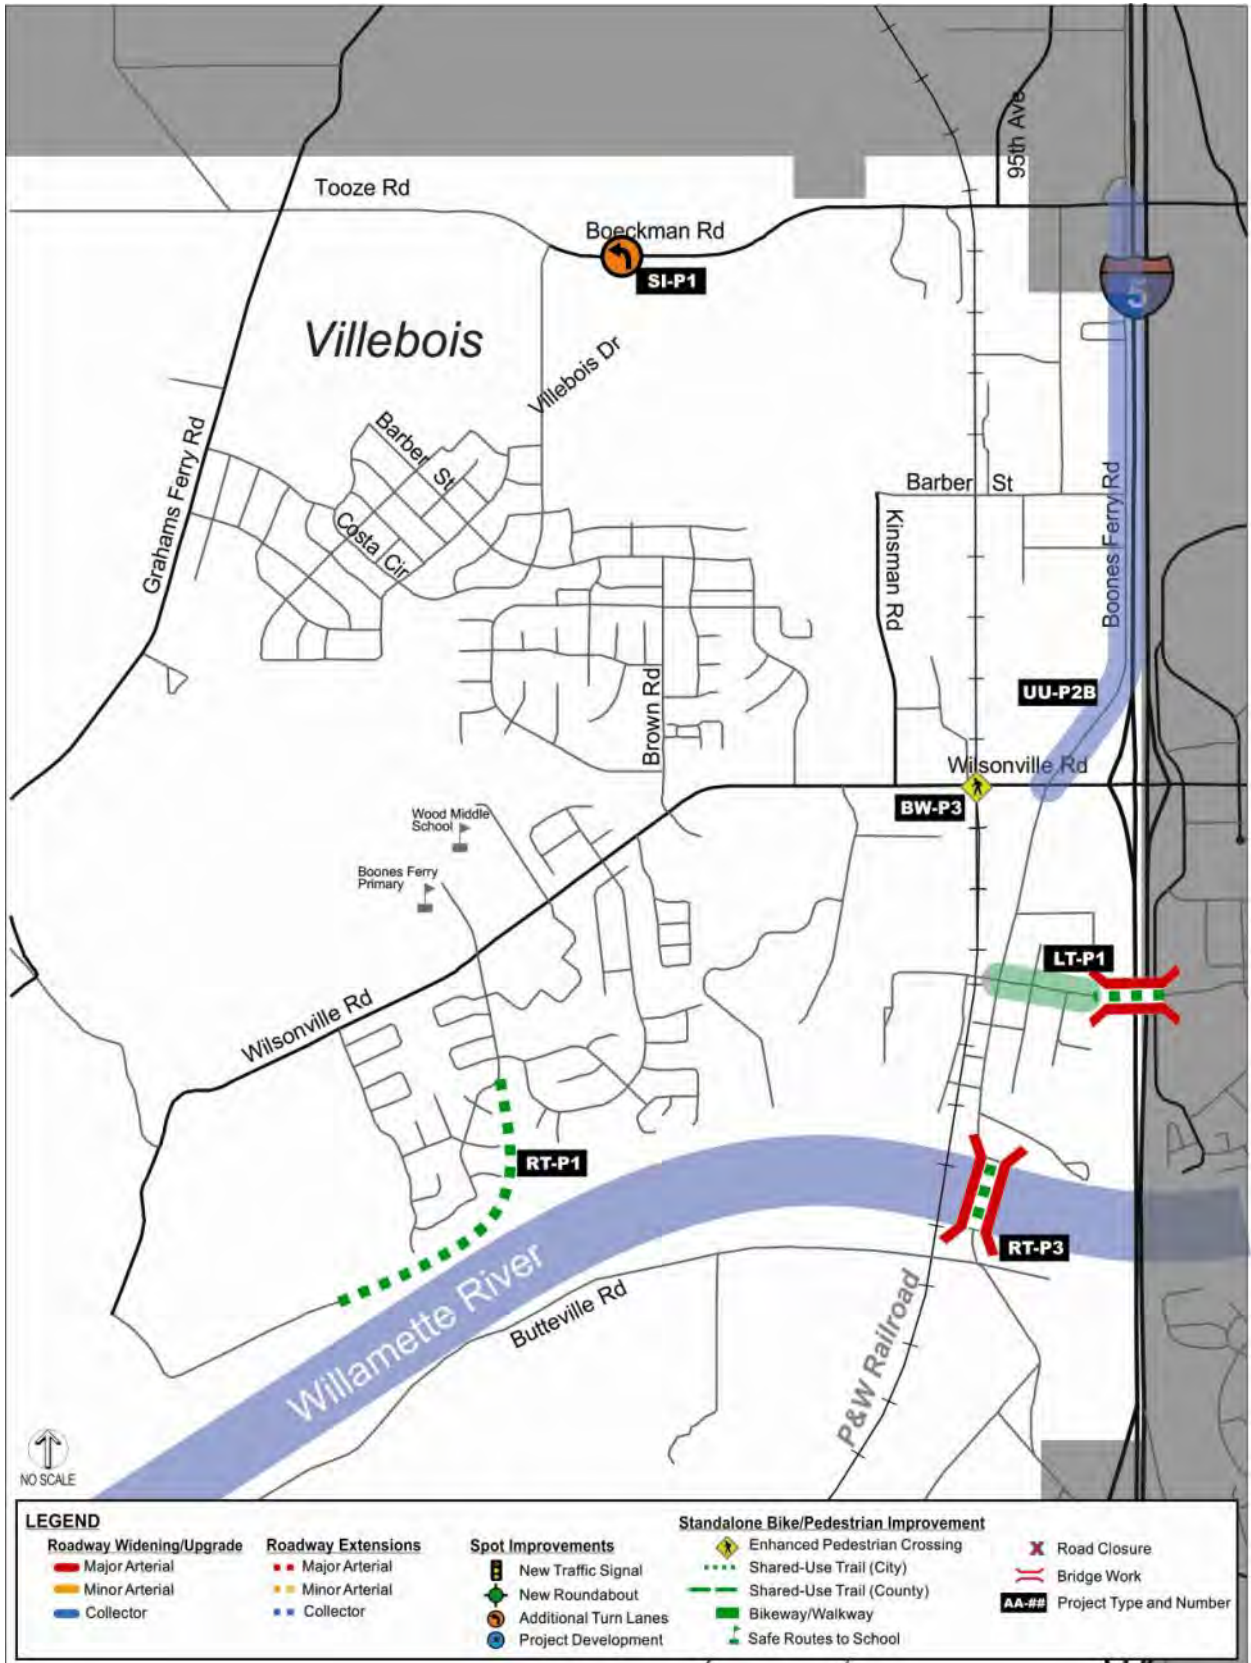 95th Ave
Tooze Rd
Boeckman Rd
SI-P1
5
Villebois
Villebois Dr
Barber St
Grahams Ferry Rd
Costa Cir
Barber St
Kinsman Rd
Boones Ferry Rd
UU-P2B
Brown Rd
Wilsonville Rd
BW-P3
Wood Middle
School
Boones Ferry
Primary
LT-P1
Wilsonville Rd
RT-P1
RT-P3
Willamette River
Butteville Rd
P&W Railroad
NO SCALE
LEGEND
Roadway Widening/Upgrade
Major Arterial
Minor Arterial
Collector
Roadway Extensions
Major Arterial
Minor Arterial
Collector
Spot Improvements
New Traffic Signal
New Roundabout
Additional Turn Lanes
Project Development
Standalone Bike/Pedestrian Improvement
Enhanced Pedestrian Crossing
Shared-Use Trail (City)
Shared-Use Trail (County)
Bikeway/Walkway
Safe Routes to School
Road Closure
Bridge Work
AA-## Project Type and Number